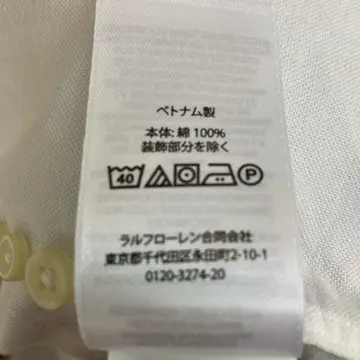 ベトナム製
本体: 綿 100%
装飾部分を除く
40 P
ラルフローレン合同会社
東京都千代田区永田町2-10-1
0120-3274-20